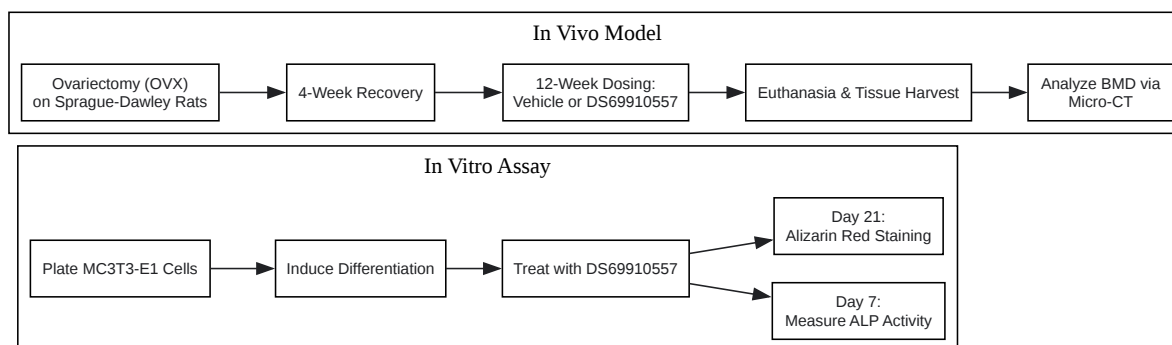 In Vivo Model
Ovariectomy (OVX)
on Sprague-Dawley Rats
4-Week Recovery
12-Week Dosing:
Vehicle or DS69910557
Euthanasia & Tissue Harvest
Analyze BMD via
Micro-CT
In Vitro Assay
Plate MC3T3-E1 Cells
Induce Differentiation
Treat with DS69910557
Day 21:
Alizarin Red Staining
Day 7:
Measure ALP Activity